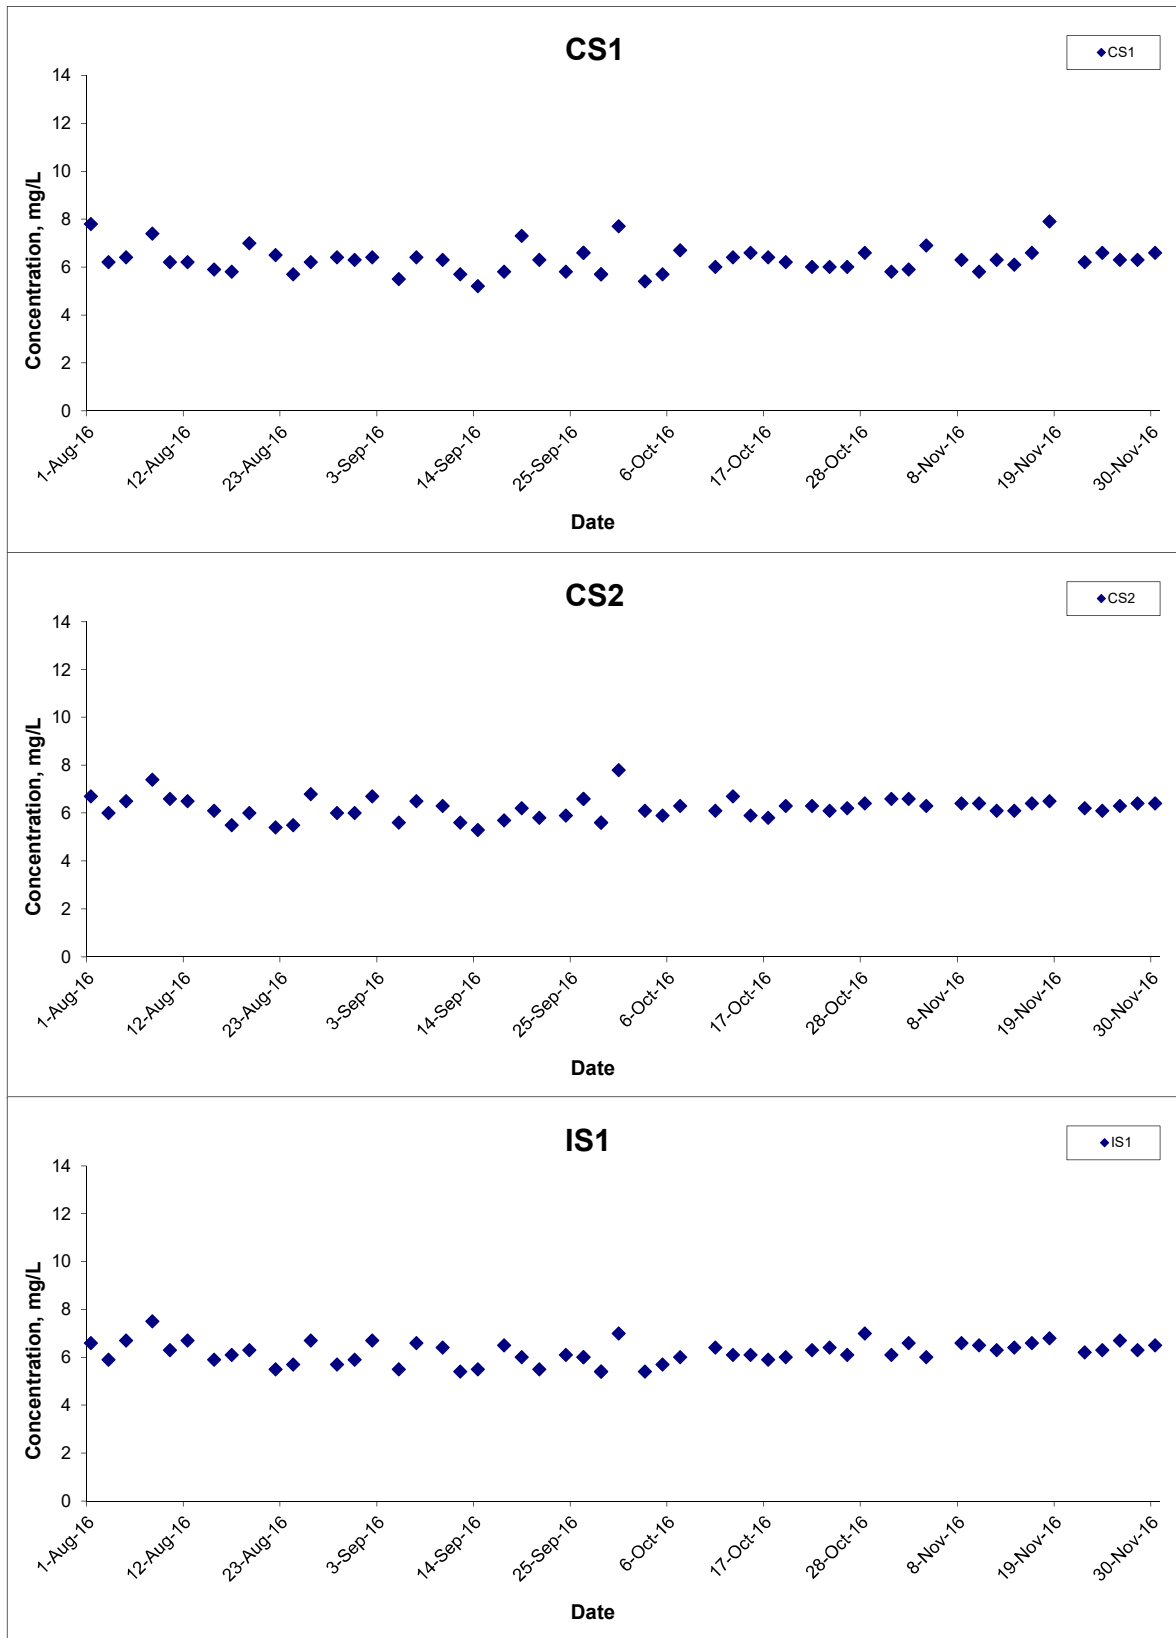 CS1
CS1
14
12
10
8
6
4
2
0
Concentration, mg/L
1-Aug-16
12-Aug-16
23-Aug-16
3-Sep-16
14-Sep-16
25-Sep-16
6-Oct-16
17-Oct-16
28-Oct-16
8-Nov-16
19-Nov-16
30-Nov-16
Date
CS2
CS2
14
12
10
8
6
4
2
0
Concentration, mg/L
1-Aug-16
12-Aug-16
23-Aug-16
3-Sep-16
14-Sep-16
25-Sep-16
6-Oct-16
17-Oct-16
28-Oct-16
8-Nov-16
19-Nov-16
30-Nov-16
Date
IS1
IS1
14
12
10
8
6
4
2
0
Concentration, mg/L
1-Aug-16
12-Aug-16
23-Aug-16
3-Sep-16
14-Sep-16
25-Sep-16
6-Oct-16
17-Oct-16
28-Oct-16
8-Nov-16
19-Nov-16
30-Nov-16
Date